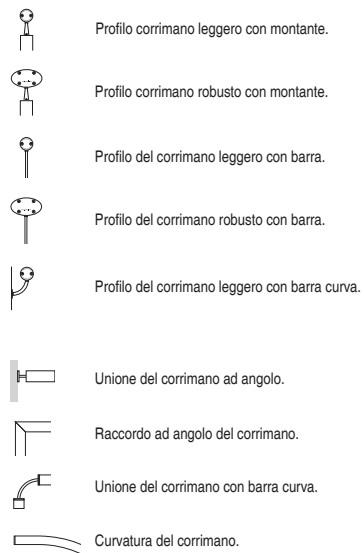 Profilo corrimano leggero con montante.
Profilo corrimano robusto con montante.
Profilo del corrimano leggero con barra.
Profilo del corrimano robusto con barra.
Profilo del corrimano leggero con barra curva.
Unione del corrimano ad angolo.
Raccordo ad angolo del corrimano.
Unione del corrimano con barra curva.
Curvatura del corrimano.